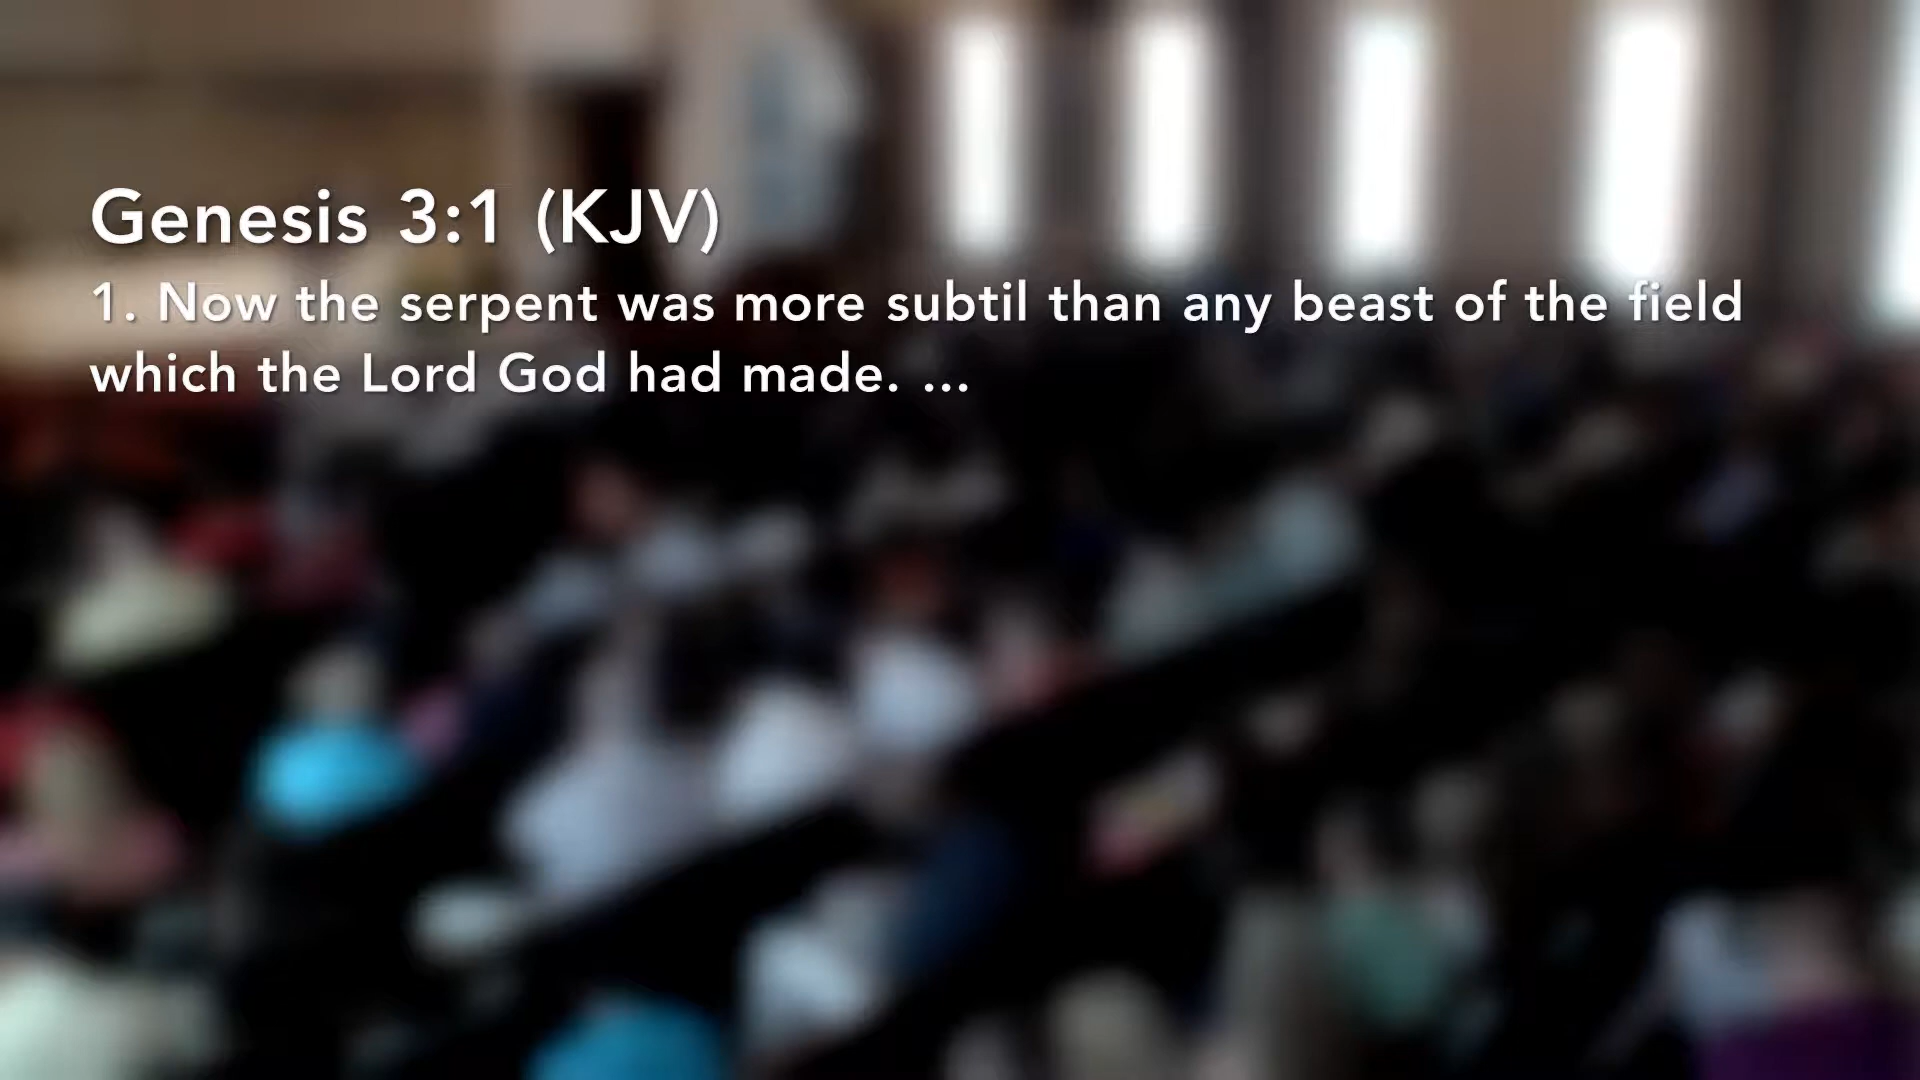 Genesis 3:1 (KJV)
1. Now the serpent was more subtil than any beast of the field
which the Lord God had made. ...